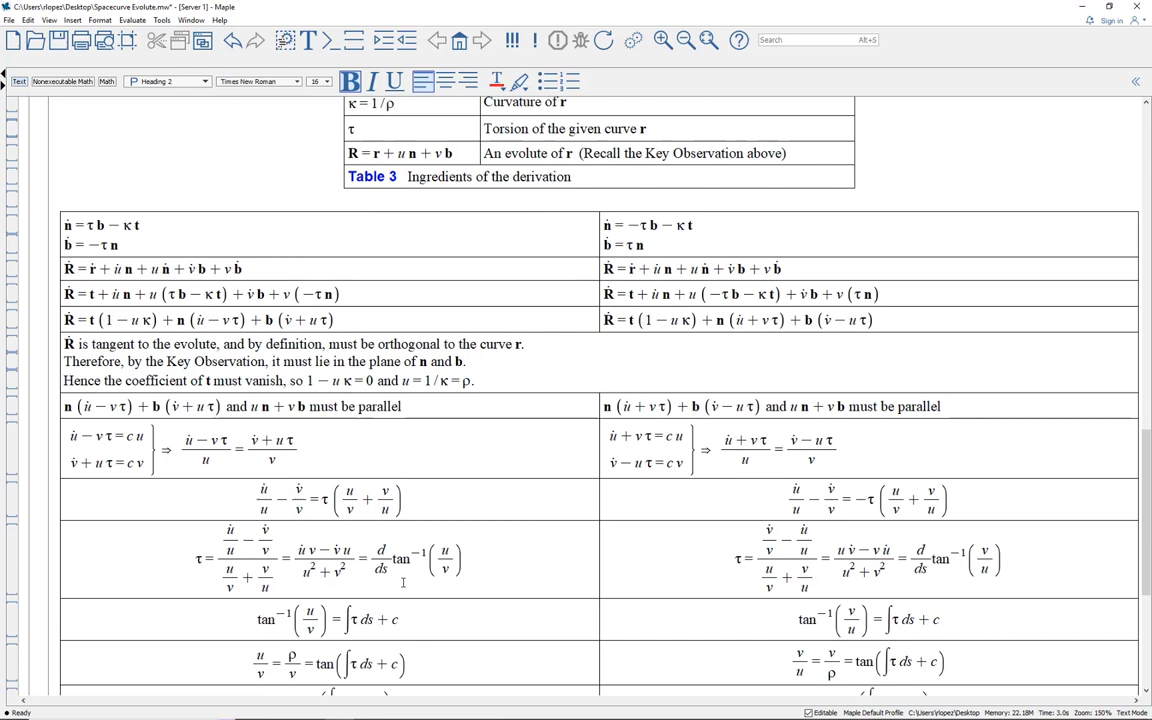 C:\Users\rlopez\Desktop\Spacecurve Evolute.mw* - [Server 1] - Maple
File Edit View Insert Format Evaluate Tools Window Help
Sign in
Search Alt+S
Text Nonexecutable Math Math P Heading 2 Times New Roman 16 B I U
κ = 1/ρ Curvature of r
τ Torsion of the given curve r
R = r + u n + v b An evolute of r (Recall the Key Observation above)
Table 3 Ingredients of the derivation
ṅ = τ b − κ t ṅ = −τ b − κ t
ḃ = −τ n ḃ = τ n
Ṙ = ṙ + u̇ n + u ṅ + v̇ b + v ḃ Ṙ = ṙ + u̇ n + u ṅ + v̇ b + v ḃ
Ṙ = t + u̇ n + u (τ b − κ t) + v̇ b + v (−τ n) Ṙ = t + u̇ n + u (−τ b − κ t) + v̇ b + v (τ n)
Ṙ = t (1 − u κ) + n (u̇ − v τ) + b (v̇ + u τ) Ṙ = t (1 − u κ) + n (u̇ + v τ) + b (v̇ − u τ)
Ṙ is tangent to the evolute, and by definition, must be orthogonal to the curve r.
Therefore, by the Key Observation, it must lie in the plane of n and b.
Hence the coefficient of t must vanish, so 1 − u κ = 0 and u = 1/κ = ρ.
n (u̇ − v τ) + b (v̇ + u τ) and u n + v b must be parallel n (u̇ + v τ) + b (v̇ − u τ) and u n + v b must be parallel
u̇ − v τ = c u
v̇ + u τ = c v } ⇒ (u̇ − v τ)/u = (v̇ + u τ)/v
u̇ + v τ = c u
v̇ − u τ = c v } ⇒ (u̇ + v τ)/u = (v̇ − u τ)/v
u̇/u − v̇/v = τ (u/v + v/u) u̇/u − v̇/v = −τ (u/v + v/u)
τ = (u̇/u − v̇/v)/(u/v + v/u) = (u̇ v − v̇ u)/(u² + v²) = d/ds tan⁻¹(u/v) τ = (v̇/v − u̇/u)/(u/v + v/u) = (u v̇ − v u̇)/(u² + v²) = d/ds tan⁻¹(v/u)
tan⁻¹(u/v) = ∫τ ds + c tan⁻¹(v/u) = ∫τ ds + c
u/v = ρ/v = tan(∫τ ds + c) v/u = v/ρ = tan(∫τ ds + c)
Ready Editable Maple Default Profile C:\Users\rlopez\Desktop Memory: 22.18M Time: 3.0s Zoom: 150% Text Mode